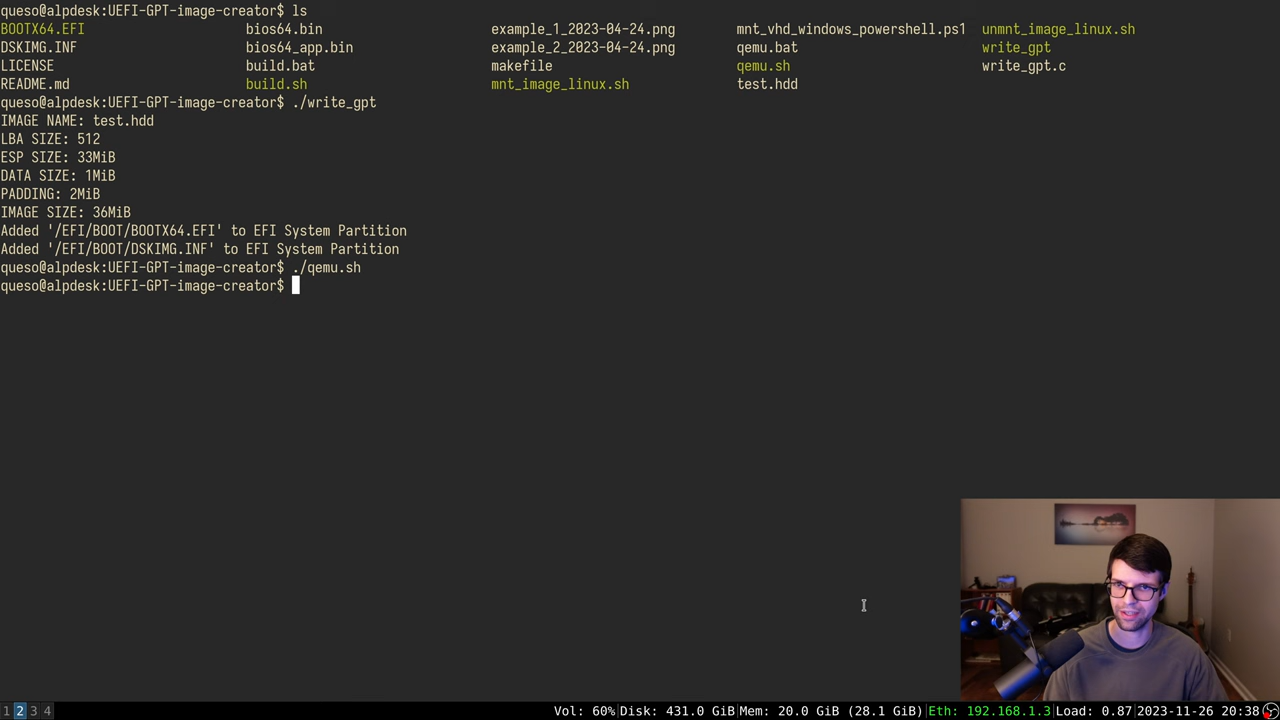 queso@alpdesk:UEFI-GPT-image-creator$ ls
BOOTX64.EFI bios64.bin example_1_2023-04-24.png mnt_vhd_windows_powershell.ps1 unmnt_image_linux.sh
DSKIMG.INF bios64_app.bin example_2_2023-04-24.png qemu.bat write_gpt
LICENSE build.bat makefile qemu.sh write_gpt.c
README.md build.sh mnt_image_linux.sh test.hdd
queso@alpdesk:UEFI-GPT-image-creator$ ./write_gpt
IMAGE NAME: test.hdd
LBA SIZE: 512
ESP SIZE: 33MiB
DATA SIZE: 1MiB
PADDING: 2MiB
IMAGE SIZE: 36MiB
Added '/EFI/BOOT/BOOTX64.EFI' to EFI System Partition
Added '/EFI/BOOT/DSKIMG.INF' to EFI System Partition
queso@alpdesk:UEFI-GPT-image-creator$ ./qemu.sh
queso@alpdesk:UEFI-GPT-image-creator$
1 2 3 4 Vol: 60%|Disk: 431.0 GiB|Mem: 20.0 GiB (28.1 GiB)|Eth: 192.168.1.3|Load: 0.87|2023-11-26 20:38